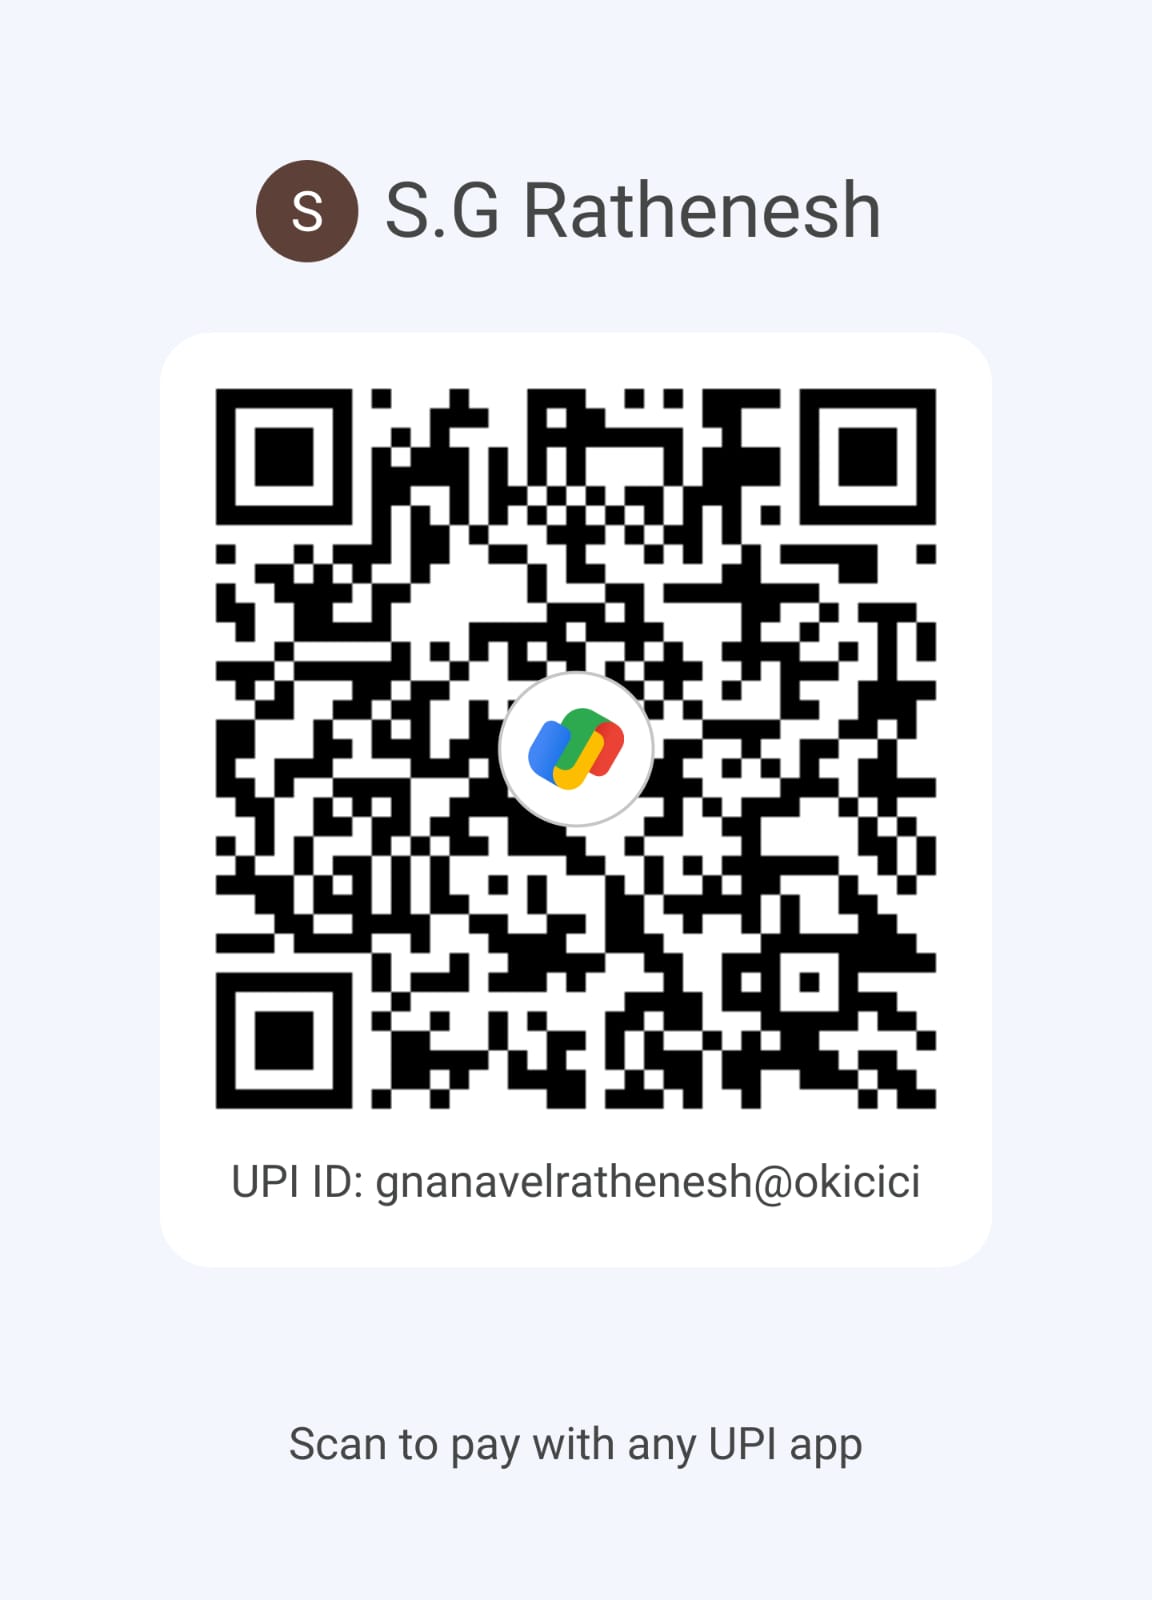 S
S.G Rathenesh
UPI ID: gnanavelrathenesh@okicici
Scan to pay with any UPI app